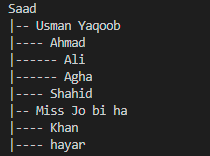 Saad
|-- Usman Yaqoob
|---- Ahmad
|------ Ali
|------ Agha
|---- Shahid
|-- Miss Jo bi ha
|---- Khan
|---- hayar